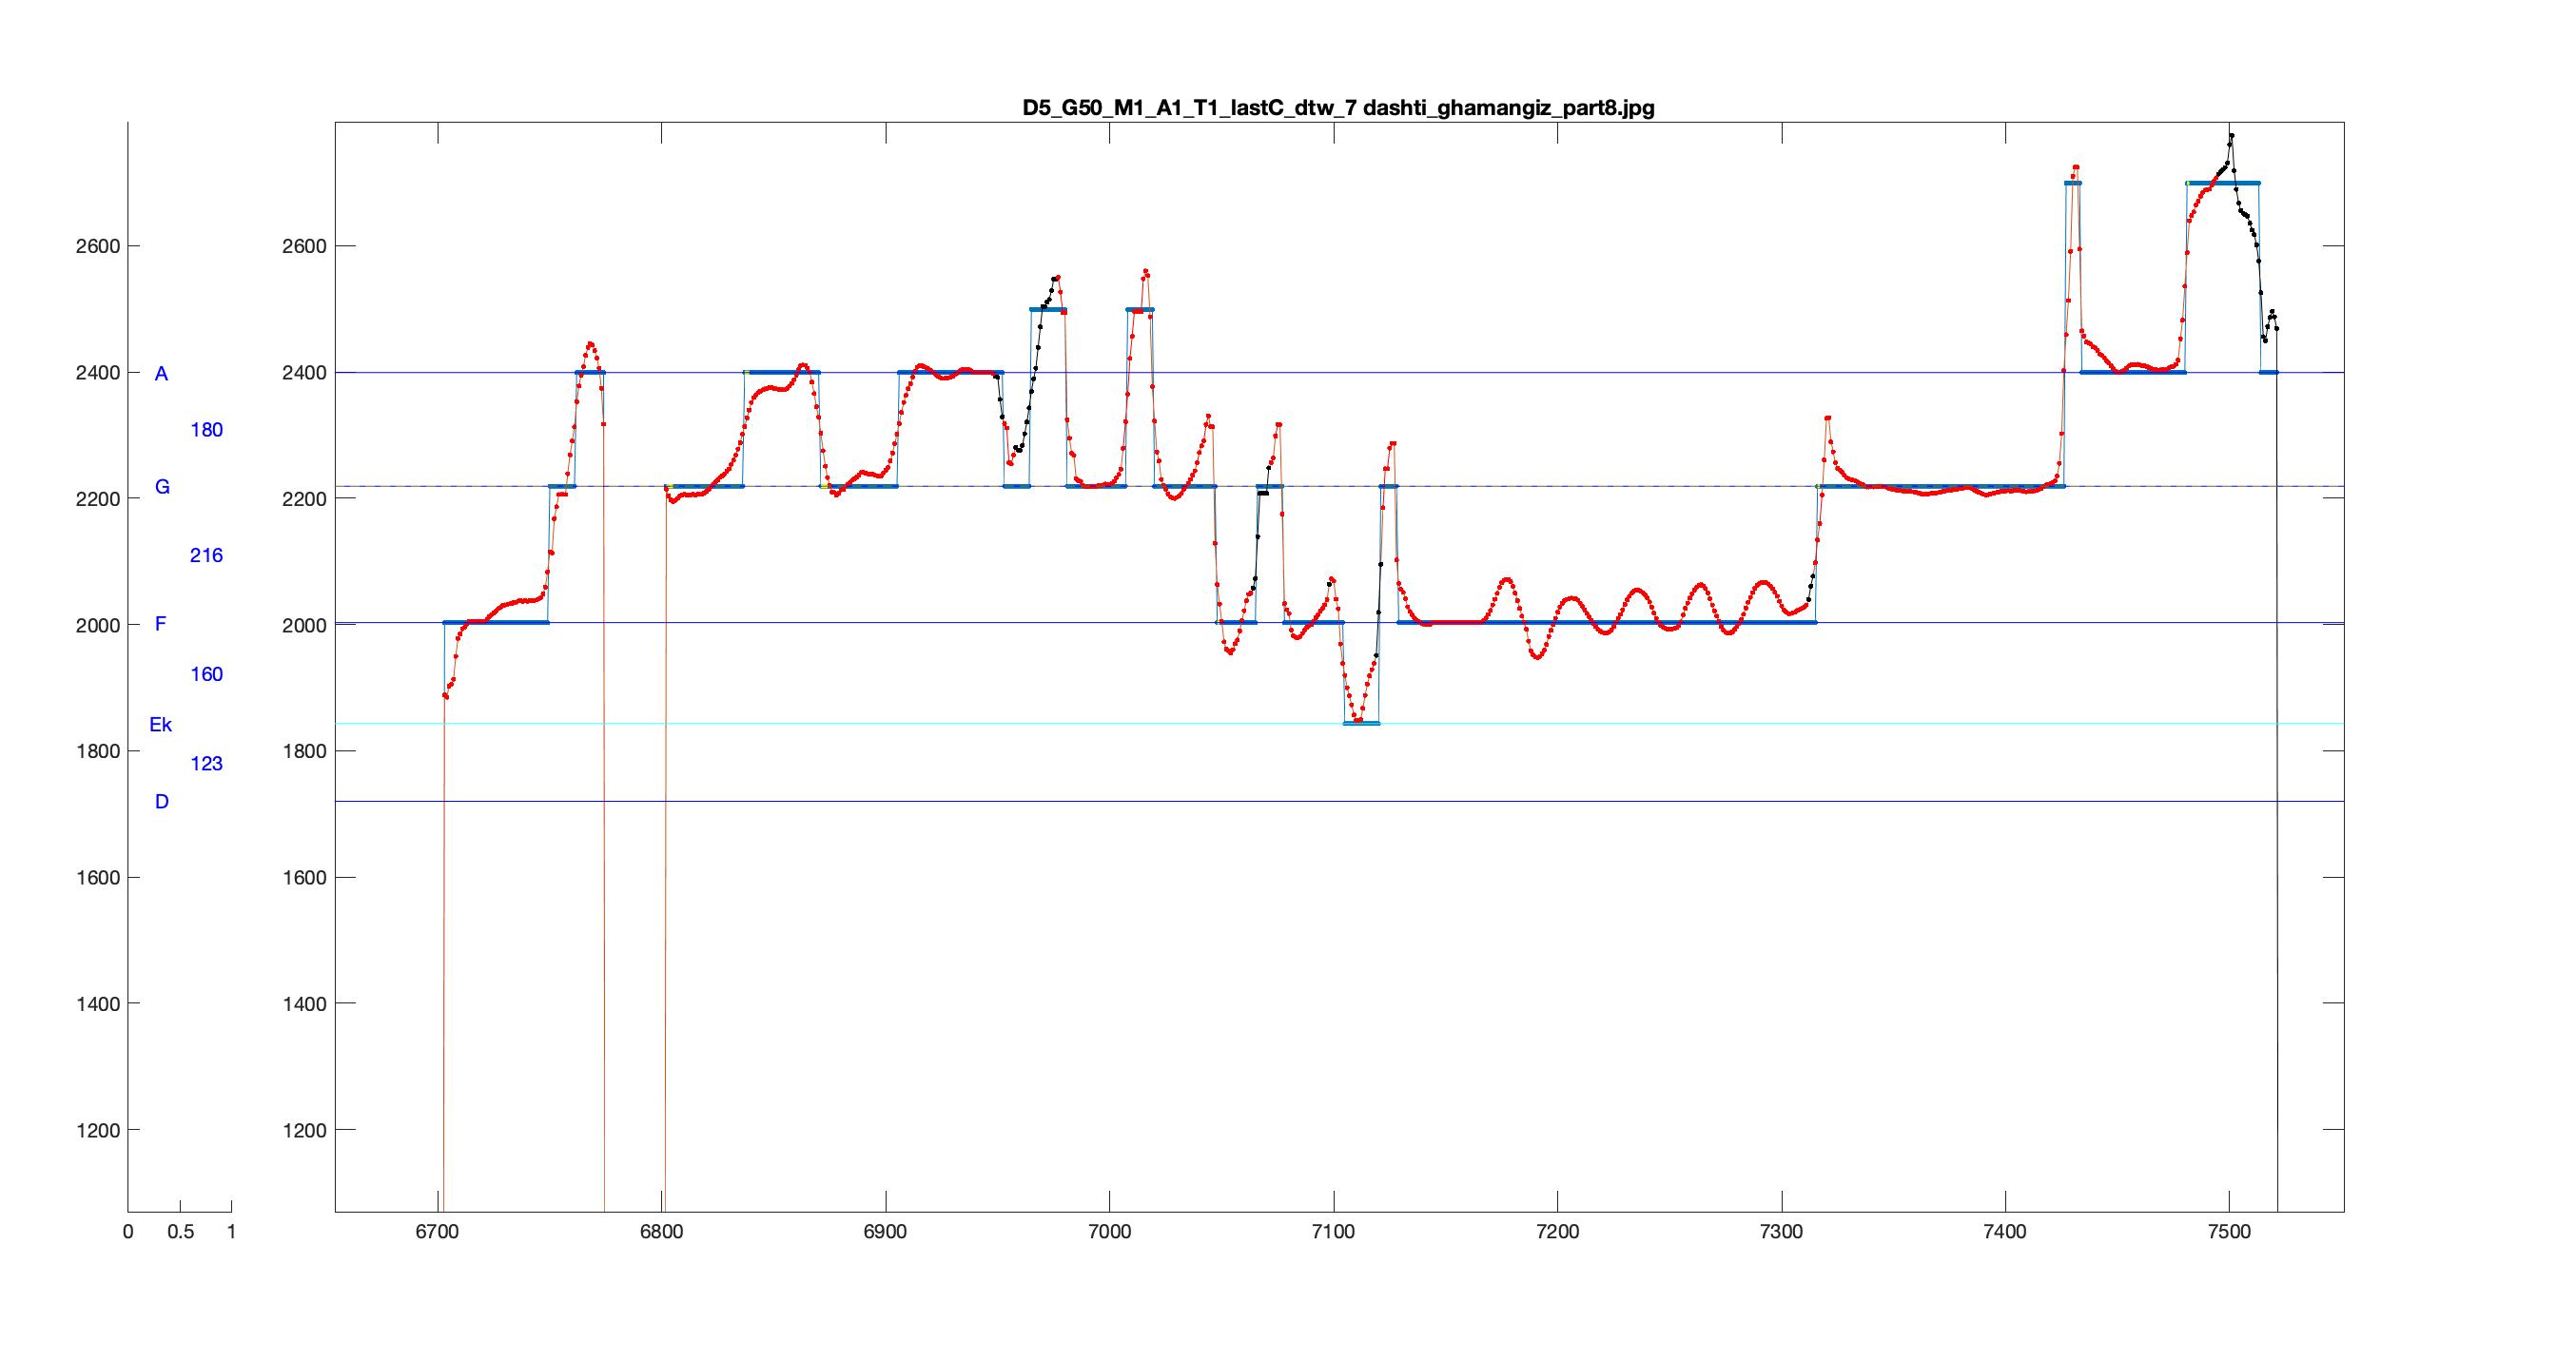 D5_G50_M1_A1_T1_lastC_dtw_7 dashti_ghamangiz_part8.jpg
2600 2600
2400 A 2400
180
G
2200 2200
216
2000 F 2000
160
Ek
1800 1800
123
D
1600 1600
1400 1400
1200 1200
0 0.5 1 6700 6800 6900 7000 7100 7200 7300 7400 7500